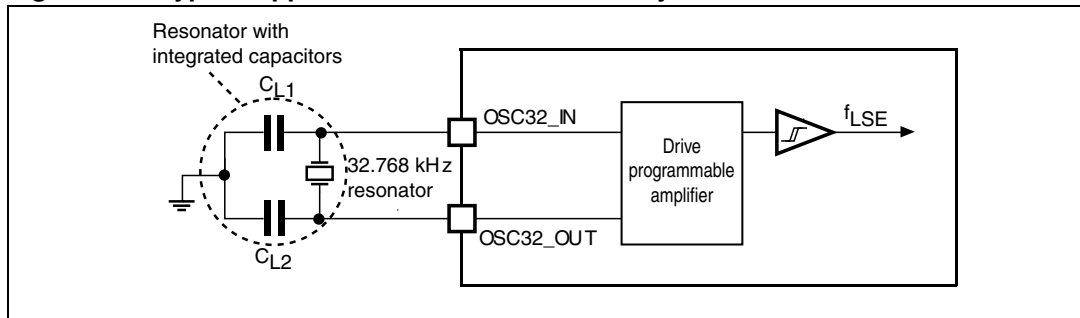 Resonator with
integrated capacitors
CL1
OSC32_IN
fLSE
Drive
programmable
amplifier
32.768 kHz
resonator
OSC32_OUT
CL2